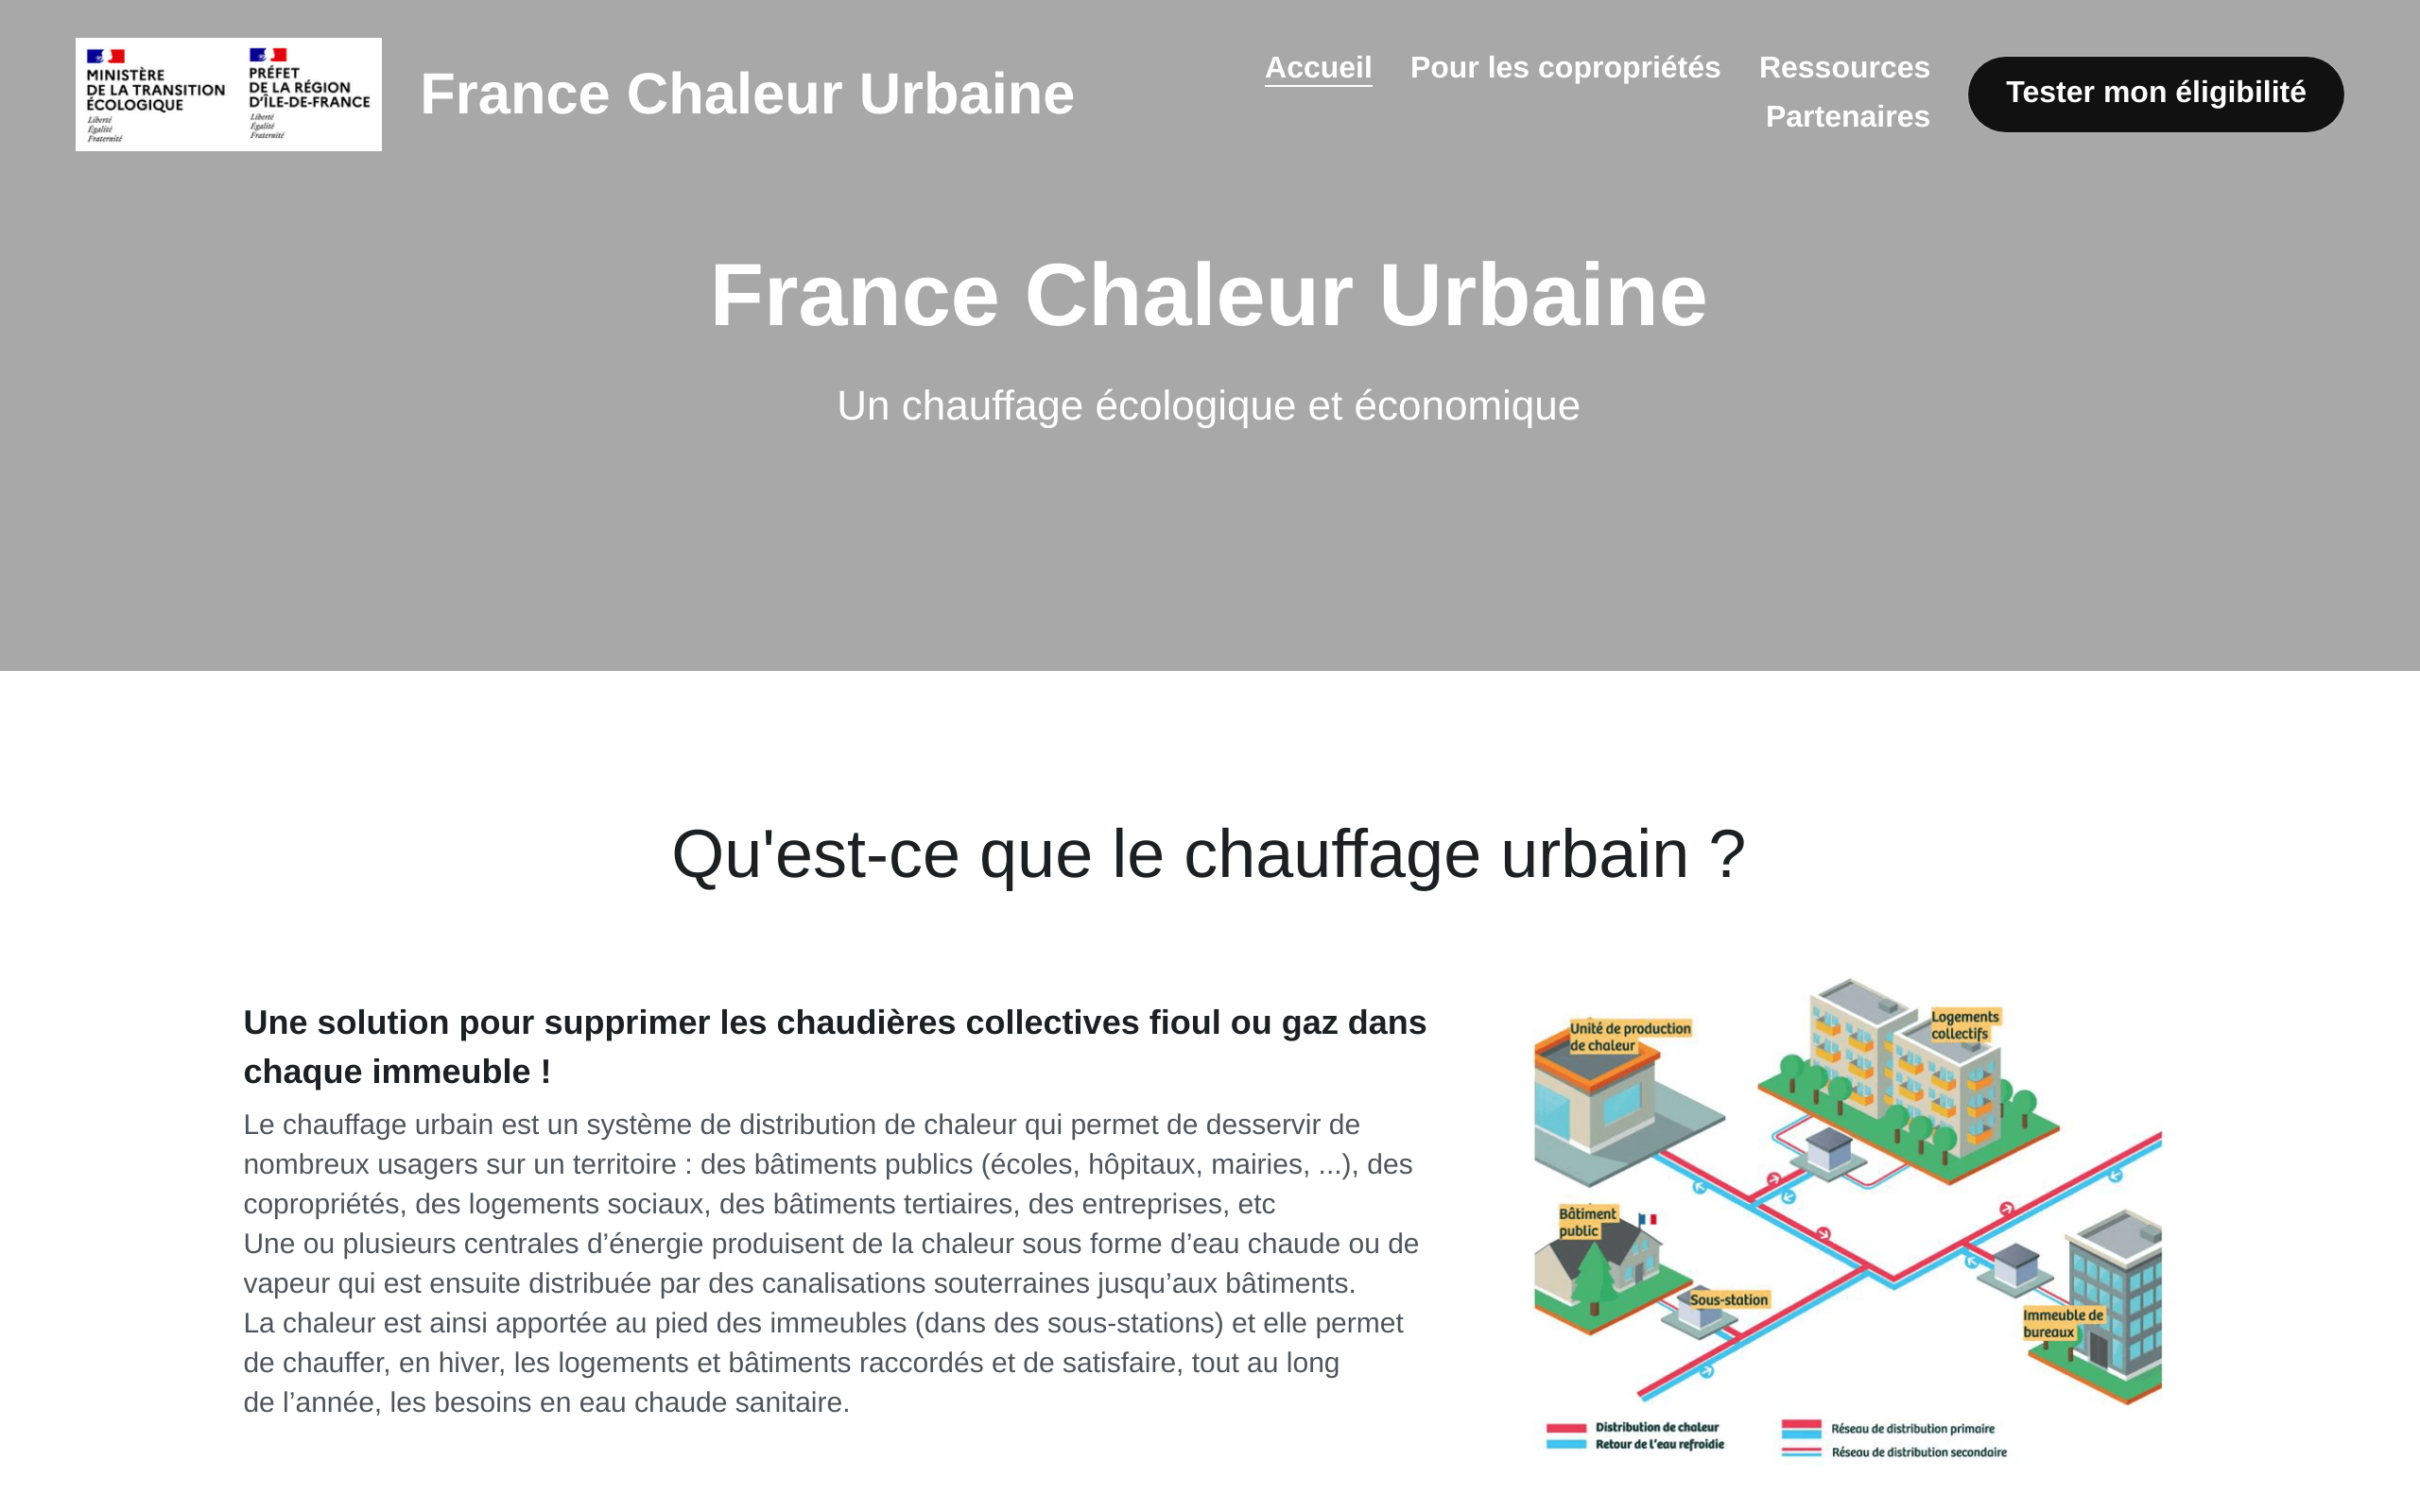 MINISTÈRE
DE LA TRANSITION
ÉCOLOGIQUE
Liberté
Égalité
Fraternité
PRÉFET
DE LA RÉGION
D'ÎLE-DE-FRANCE
Liberté
Égalité
Fraternité
France Chaleur Urbaine
Accueil Pour les copropriétés Ressources
Partenaires
Tester mon éligibilité
France Chaleur Urbaine
Un chauffage écologique et économique
Qu'est-ce que le chauffage urbain ?
Une solution pour supprimer les chaudières collectives fioul ou gaz dans
chaque immeuble !
Le chauffage urbain est un système de distribution de chaleur qui permet de desservir de
nombreux usagers sur un territoire : des bâtiments publics (écoles, hôpitaux, mairies, ...), des
copropriétés, des logements sociaux, des bâtiments tertiaires, des entreprises, etc
Une ou plusieurs centrales d’énergie produisent de la chaleur sous forme d’eau chaude ou de
vapeur qui est ensuite distribuée par des canalisations souterraines jusqu’aux bâtiments.
La chaleur est ainsi apportée au pied des immeubles (dans des sous-stations) et elle permet
de chauffer, en hiver, les logements et bâtiments raccordés et de satisfaire, tout au long
de l’année, les besoins en eau chaude sanitaire.
Unité de production
de chaleur
Logements
collectifs
Bâtiment
public
Sous-station
Immeuble de
bureaux
Distribution de chaleur
Retour de l'eau refroidie
Réseau de distribution primaire
Réseau de distribution secondaire